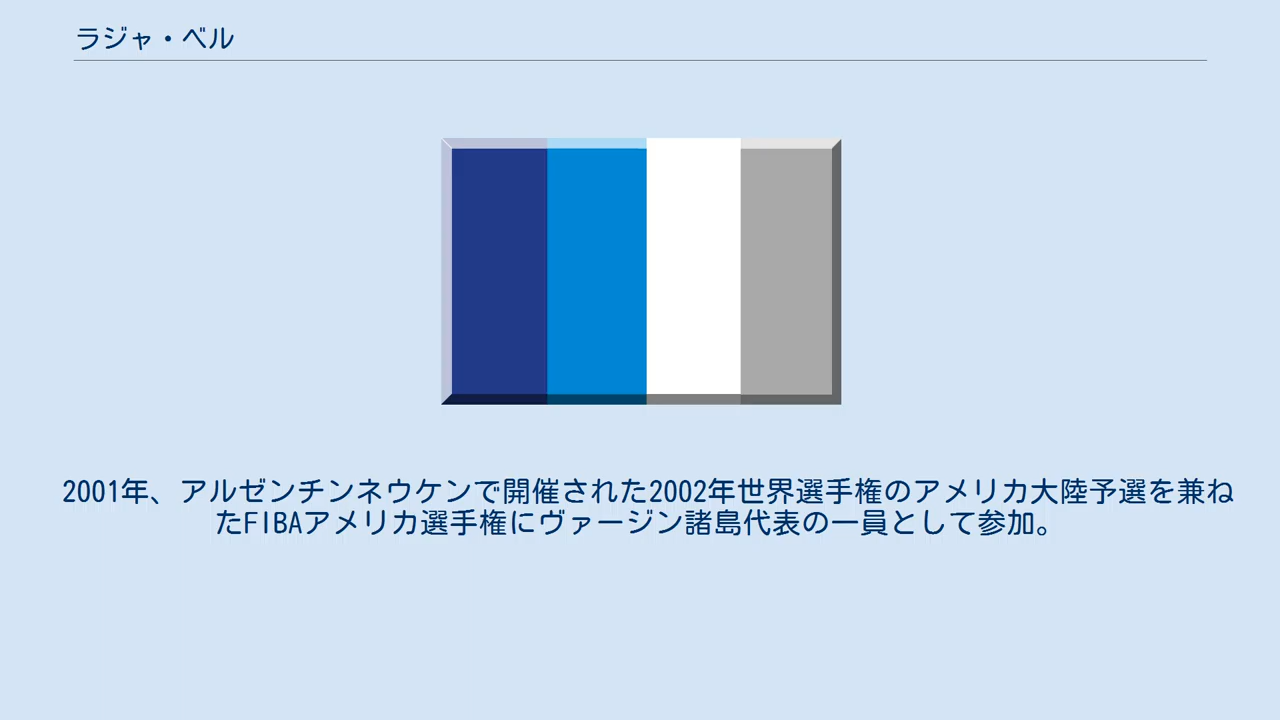 ラジャ・ベル
2001年、アルゼンチンネウケンで開催された2002年世界選手権のアメリカ大陸予選を兼ね
たFIBAアメリカ選手権にヴァージン諸島代表の一員として参加。